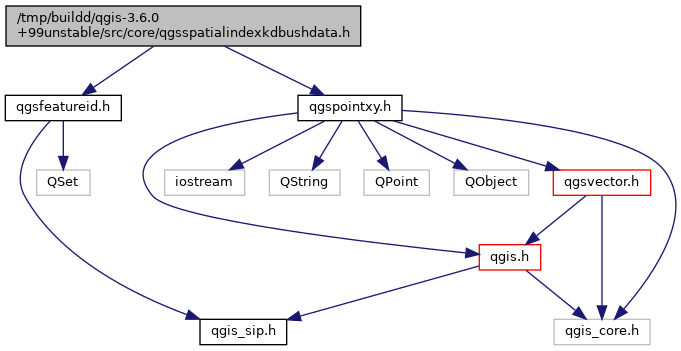 /tmp/buildd/qgis-3.6.0
+99unstable/src/core/qgsspatialindexkdbushdata.h
qgsfeatureid.h
qgspointxy.h
QSet
iostream
QString
QPoint
QObject
qgsvector.h
qgis.h
qgis_sip.h
qgis_core.h